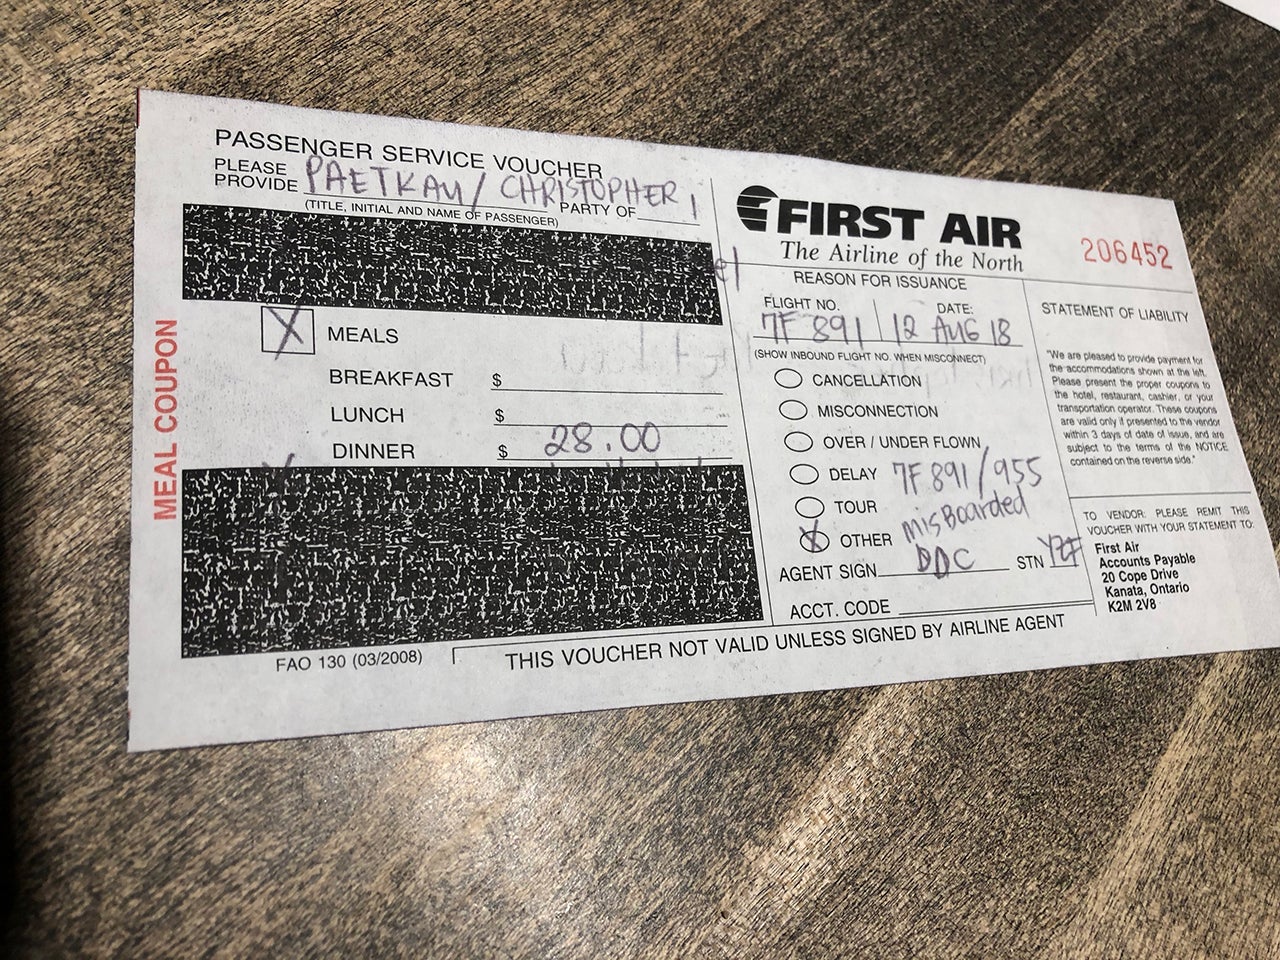 PASSENGER SERVICE VOUCHER
PLEASE PROVIDE PAETKAU/ CHRISTOPHER
(TITLE, INITIAL AND NAME OF PASSENGER) PARTY OF 1
MEAL COUPON
X MEALS
BREAKFAST $
LUNCH $
DINNER $ 28.00
FAO 130 (03/2008)
THIS VOUCHER NOT VALID UNLESS SIGNED BY AIRLINE AGENT
FIRST AIR
The Airline of the North
206452
REASON FOR ISSUANCE
FLIGHT NO. 7F 891
DATE: 12 AUG 18
(SHOW INBOUND FLIGHT NO. WHEN MISCONNECT)
CANCELLATION
MISCONNECTION
OVER / UNDER FLOWN
DELAY 7F 891/955
TOUR
X OTHER misBoarded
AGENT SIGN. DDC STN YZF
ACCT. CODE
STATEMENT OF LIABILITY
"We are pleased to provide payment for
the accommodations shown at the left.
Please present the proper coupons to
the hotel, restaurant, cashier, or your
transportation operator. These coupons
are valid only if presented to the vendor
within 3 days of date of issue, and are
subject to the terms of the NOTICE
contained on the reverse side."
TO VENDOR: PLEASE REMIT THIS
VOUCHER WITH YOUR STATEMENT TO:
First Air
Accounts Payable
20 Cope Drive
Kanata, Ontario
K2M 2V8